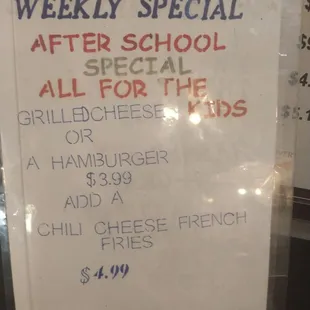 WEEKLY SPECIAL
AFTER SCHOOL
SPECIAL
ALL FOR THE
KIDS
GRILLEDCHEESE
OR
A HAMBURGER
$3.99
ADD A
CHILI CHEESE FRENCH
FRIES
$4.99